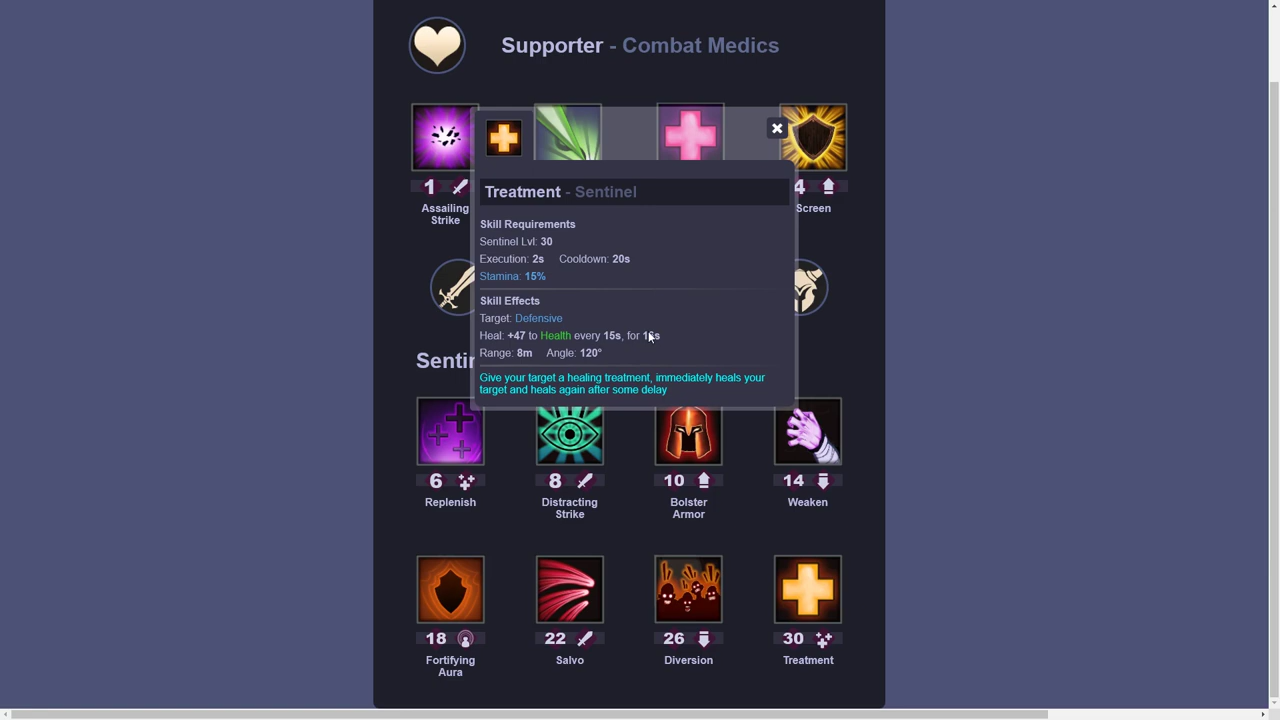 Supporter - Combat Medics
Treatment - Sentinel
Skill Requirements
Sentinel Lvl: 30
Execution: 2s Cooldown: 20s
Stamina: 15%
Skill Effects
Target: Defensive
Heal: +47 to Health every 15s, for
Range: 8m Angle: 120°
Give your target a healing treatment, immediately heals your
target and heals again after some delay
1
4
Assailing
Strike
Screen
6
8
10
14
Replenish
Distracting
Strike
Bolster
Armor
Weaken
18
22
26
30
Fortifying
Aura
Salvo
Diversion
Treatment